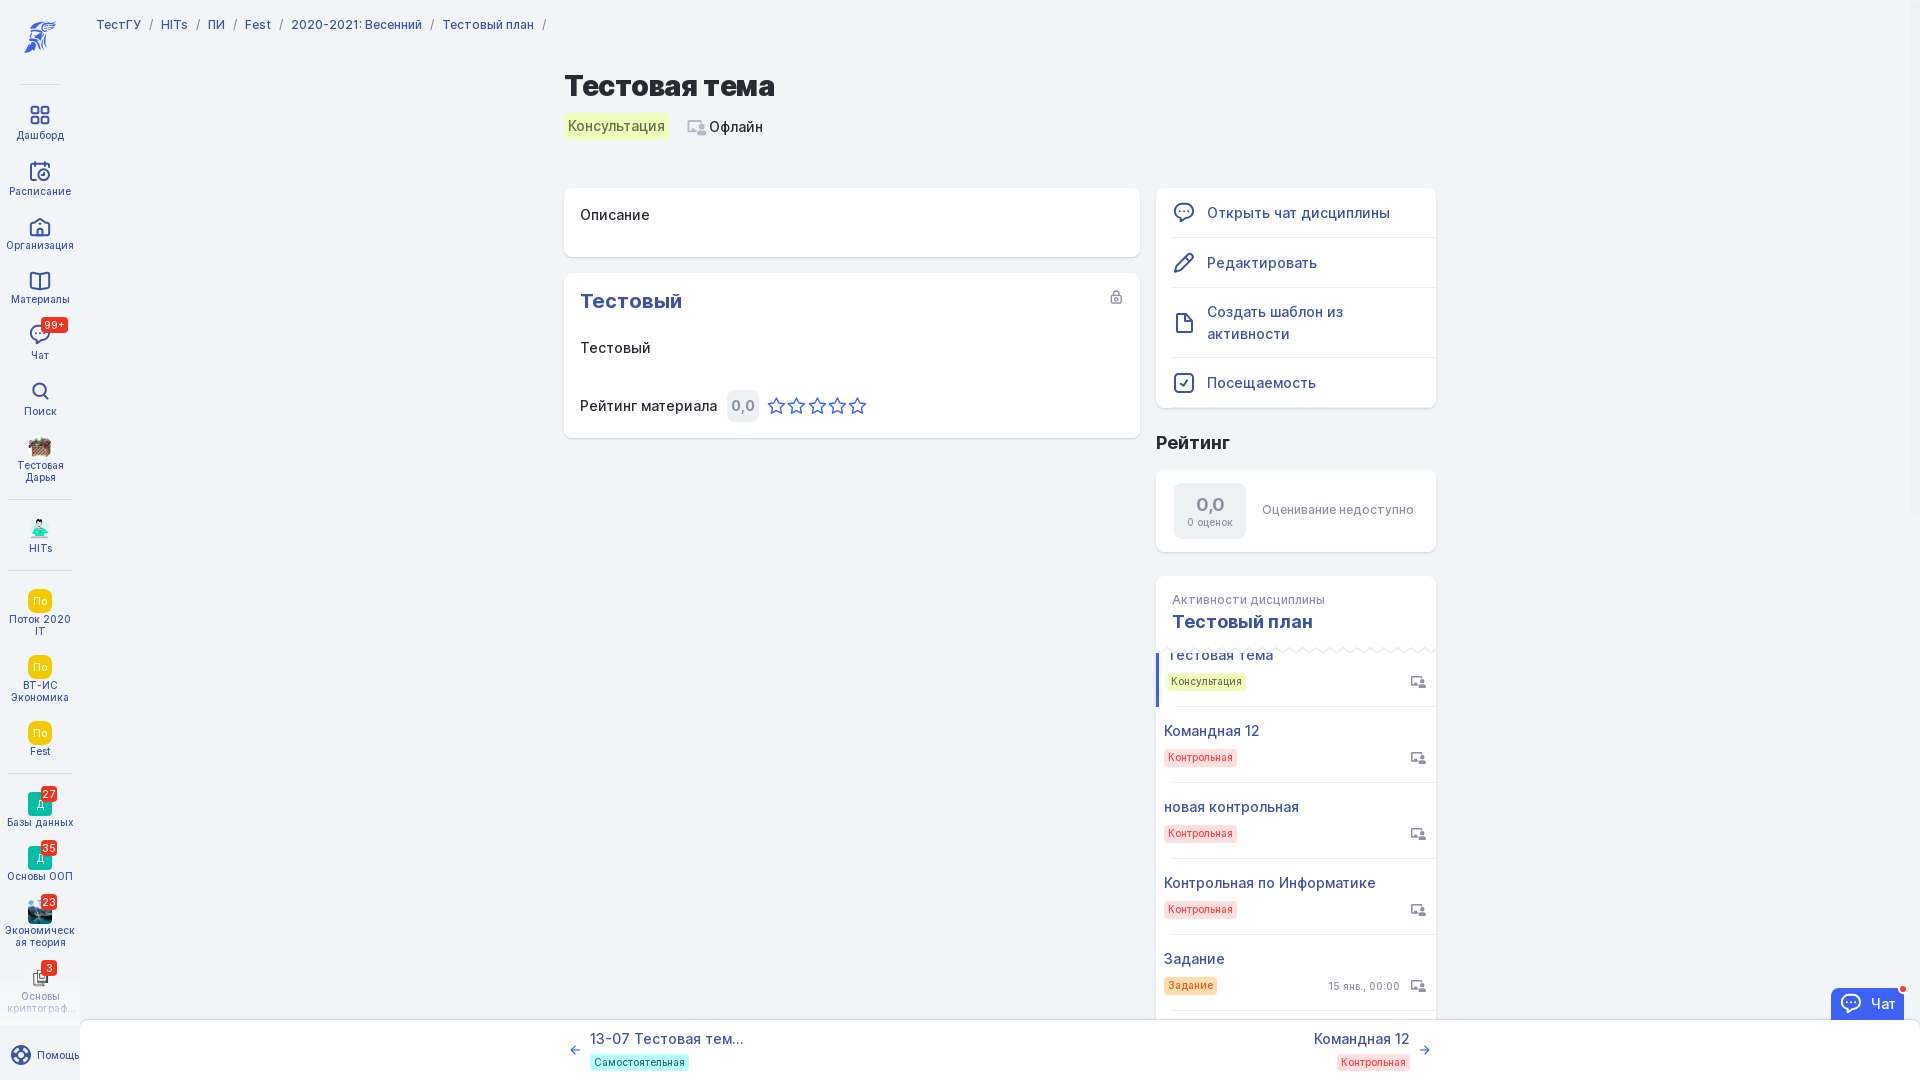 ТестГУ / HITs / ПИ / Fest / 2020-2021: Весенний / Тестовый план /
Дашборд
Расписание
Организация
Материалы
99+
Чат
Поиск
Тестовая
Дарья
HITs
По
Поток 2020
IT
По
ВТ-ИС
Экономика
По
Fest
27
Д
Базы данных
35
Д
Основы ООП
23
Экономическ
ая теория
3
Основы
криптограф...
Помощь
Тестовая тема
Консультация
Офлайн
Описание
Тестовый
Тестовый
Рейтинг материала 0,0
Открыть чат дисциплины
Редактировать
Создать шаблон из
активности
Посещаемость
Рейтинг
0,0
0 оценок
Оценивание недоступно
Активности дисциплины
Тестовый план
Тестовая тема
Консультация
Командная 12
Контрольная
новая контрольная
Контрольная
Контрольная по Информатике
Контрольная
Задание
Задание
15 янв., 00:00
Чат
13-07 Тестовая тем...
Самостоятельная
Командная 12
Контрольная